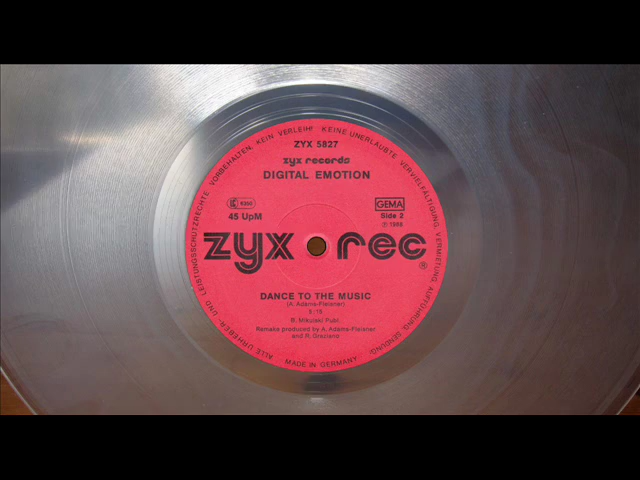 ALLE URHEBER- UND LEISTUNGSSCHUTZRECHTE VORBEHALTEN. KEIN VERLEIH! KEINE UNERLAUBTE VERVIELFÄLTIGUNG, VERMIETUNG, AUFFÜHRUNG, SENDUNG!
ZYX 5827
zyx records
DIGITAL EMOTION
LC 6350
GEMA
45 UpM
Side 2
Ⓟ 1988
zyx rec®
DANCE TO THE MUSIC
(A. Adams-Fleisner)
R. Mikulski Publ.
Remake produced by A. Adams-Fleisner
and R. Graziano
MADE IN GERMANY